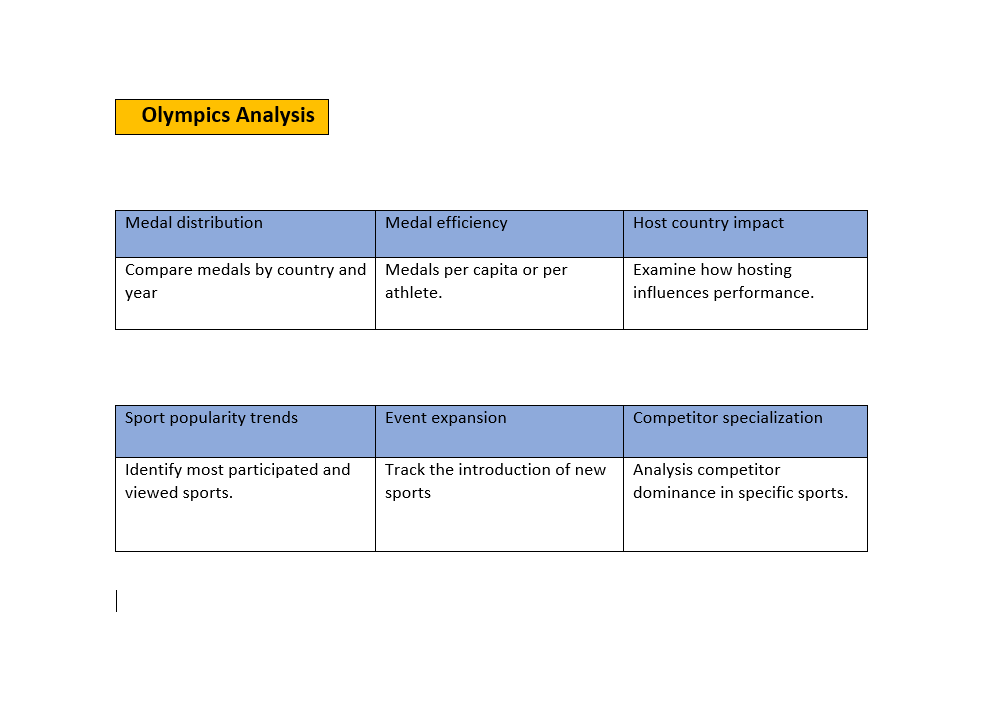 Olympics Analysis
Medal distribution
Medal efficiency
Host country impact
Compare medals by country and
year
Medals per capita or per
athlete.
Examine how hosting
influences performance.
Sport popularity trends
Event expansion
Competitor specialization
Identify most participated and
viewed sports.
Track the introduction of new
sports
Analysis competitor
dominance in specific sports.